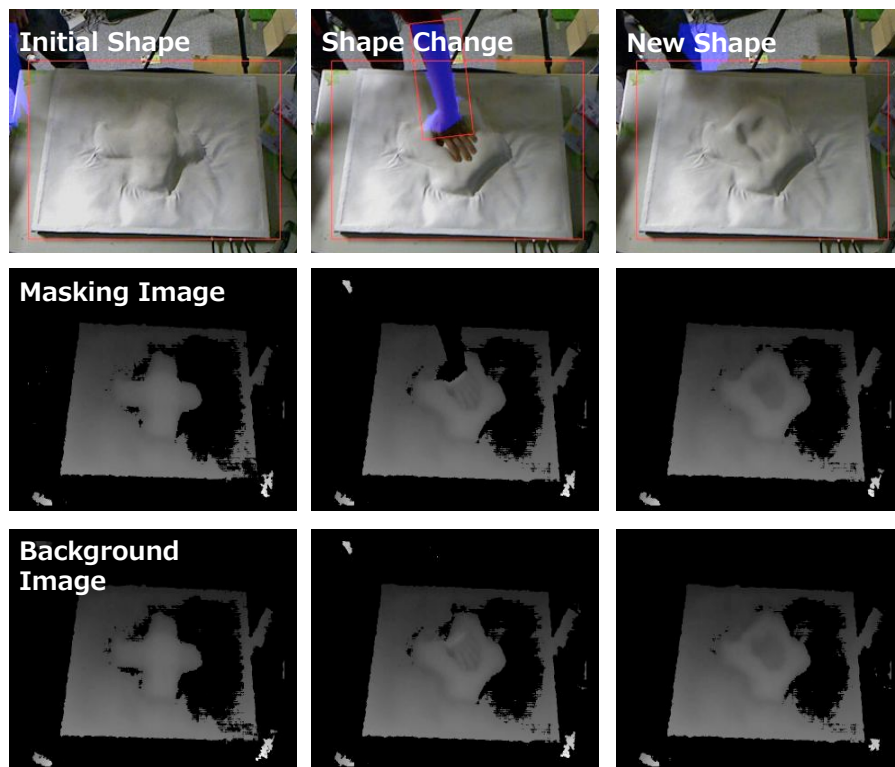 Initial Shape
Shape Change
New Shape
Masking Image
Background
Image